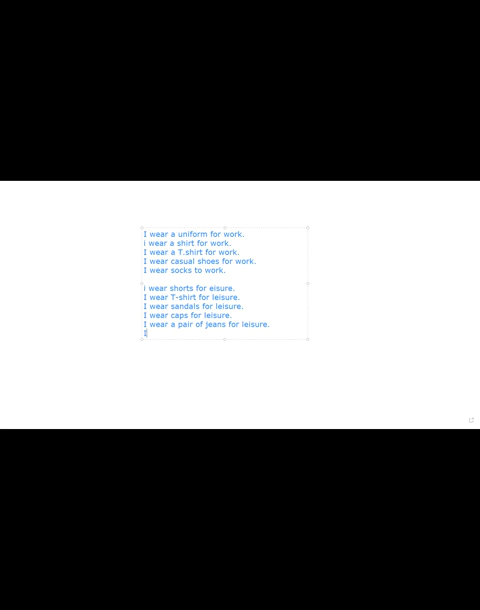 I wear a uniform for work.
i wear a shirt for work.
I wear a T.shirt for work.
I wear casual shoes for work.
I wear socks to work.
i wear shorts for eisure.
I wear T-shirt for leisure.
I wear sandals for leisure.
I wear caps for leisure.
I wear a pair of jeans for leisure.
I